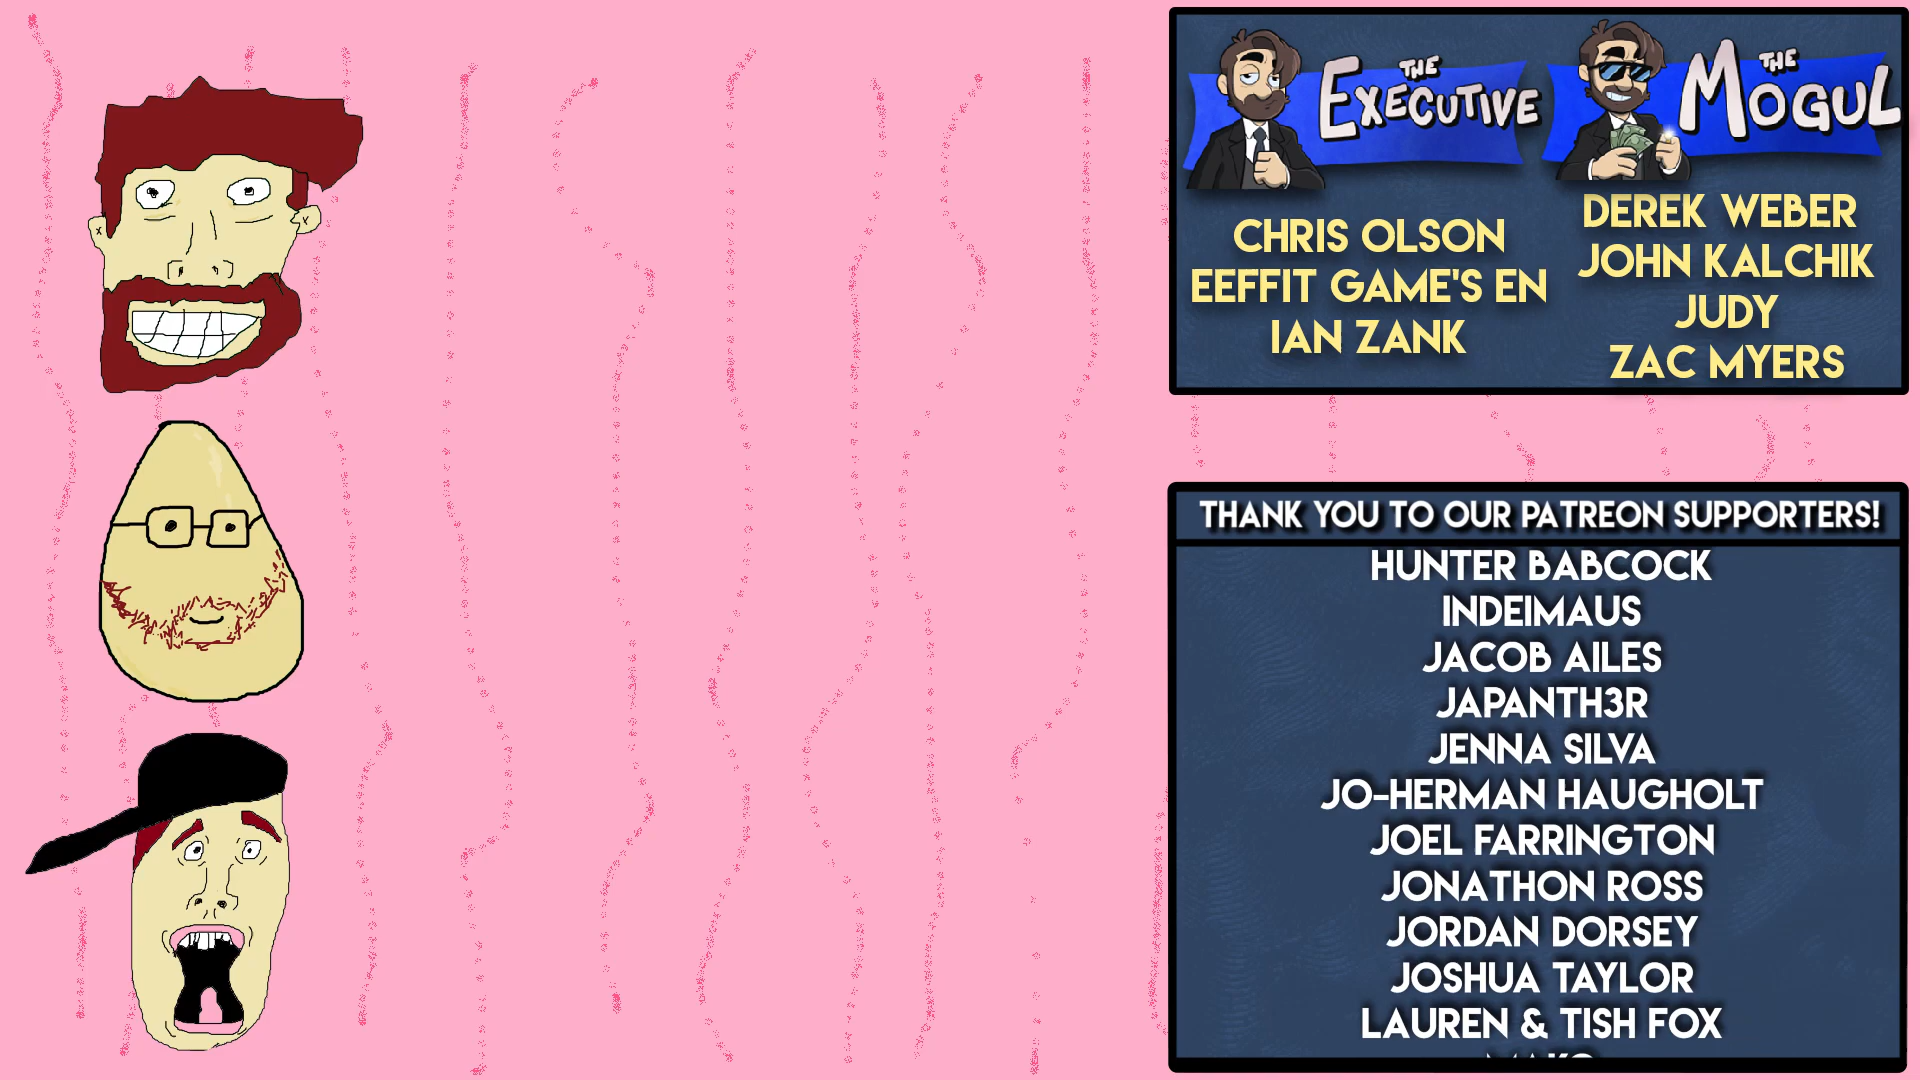 THE EXECUTIVE
CHRIS OLSON
EEFFIT GAME'S EN
IAN ZANK
THE MOGUL
DEREK WEBER
JOHN KALCHIK
JUDY
ZAC MYERS
THANK YOU TO OUR PATREON SUPPORTERS!
HUNTER BABCOCK
INDEIMAUS
JACOB AILES
JAPANTH3R
JENNA SILVA
JO-HERMAN HAUGHOLT
JOEL FARRINGTON
JONATHON ROSS
JORDAN DORSEY
JOSHUA TAYLOR
LAUREN & TISH FOX